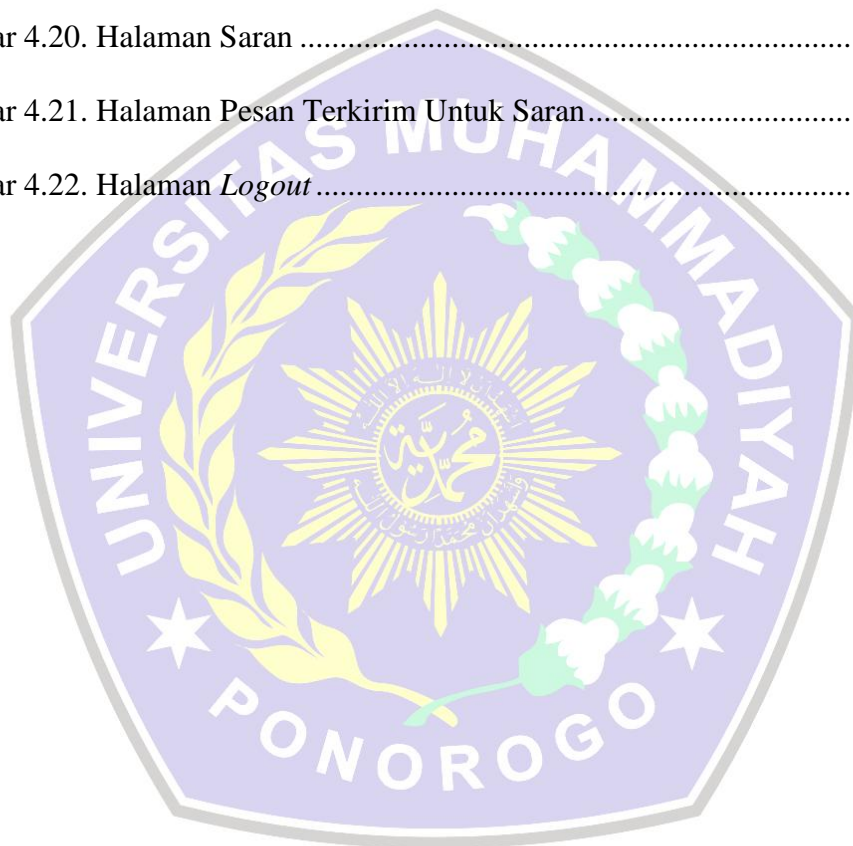 ar 4.20. Halaman Saran ......................................................................
ar 4.21. Halaman Pesan Terkirim Untuk Saran.................................
ar 4.22. Halaman Logout ...................................................................
UNIVERSITAS MUHAMMADIYAH
محمدية
PONOROGO